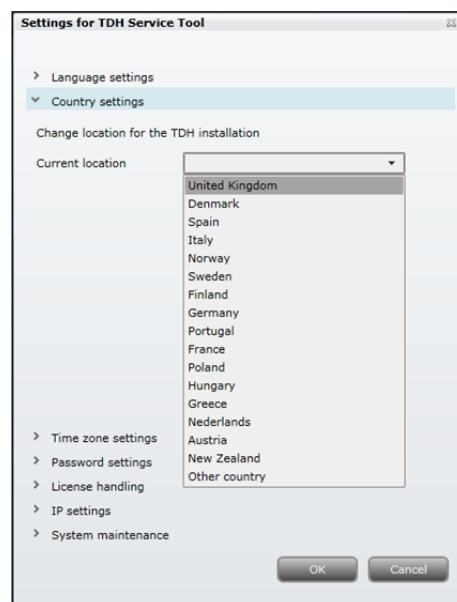 Settings for TDH Service Tool
Language settings
Country settings
Change location for the TDH installation
Current location
United Kingdom
Denmark
Spain
Italy
Norway
Sweden
Finland
Germany
Portugal
France
Poland
Hungary
Greece
Nederlands
Austria
New Zealand
Other country
Time zone settings
Password settings
License handling
IP settings
System maintenance
OK Cancel